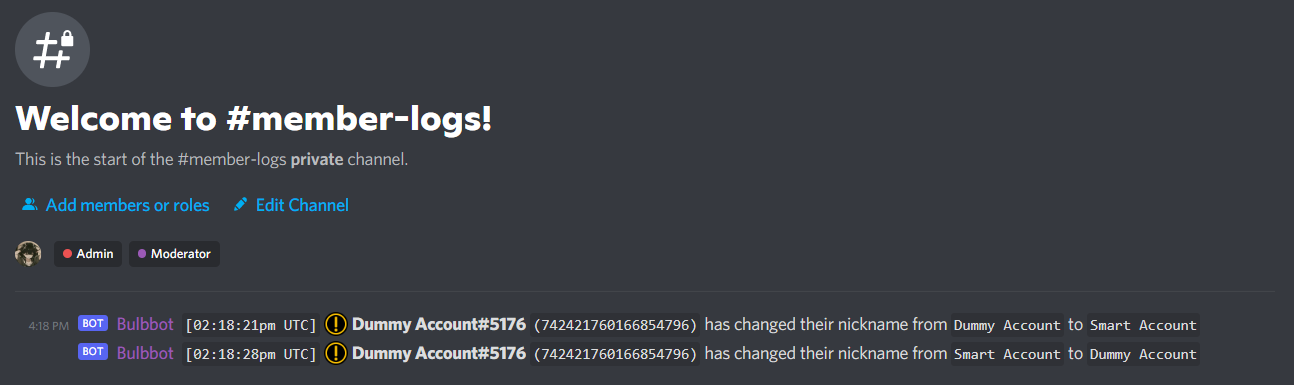 Welcome to #member-logs!
This is the start of the #member-logs private channel.
Add members or roles Edit Channel
Admin Moderator
4:18 PM BOT Bulbbot [02:18:21pm UTC] Dummy Account#5176 (742421760166854796) has changed their nickname from Dummy Account to Smart Account
BOT Bulbbot [02:18:28pm UTC] Dummy Account#5176 (742421760166854796) has changed their nickname from Smart Account to Dummy Account